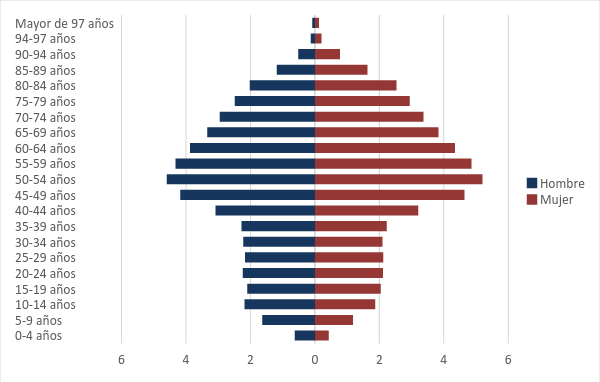 Mayor de 97 años
94-97 años
90-94 años
85-89 años
80-84 años
75-79 años
70-74 años
65-69 años
60-64 años
55-59 años
50-54 años
45-49 años
40-44 años
35-39 años
30-34 años
25-29 años
20-24 años
15-19 años
10-14 años
5-9 años
0-4 años
6 4 2 0 2 4 6
Hombre
Mujer